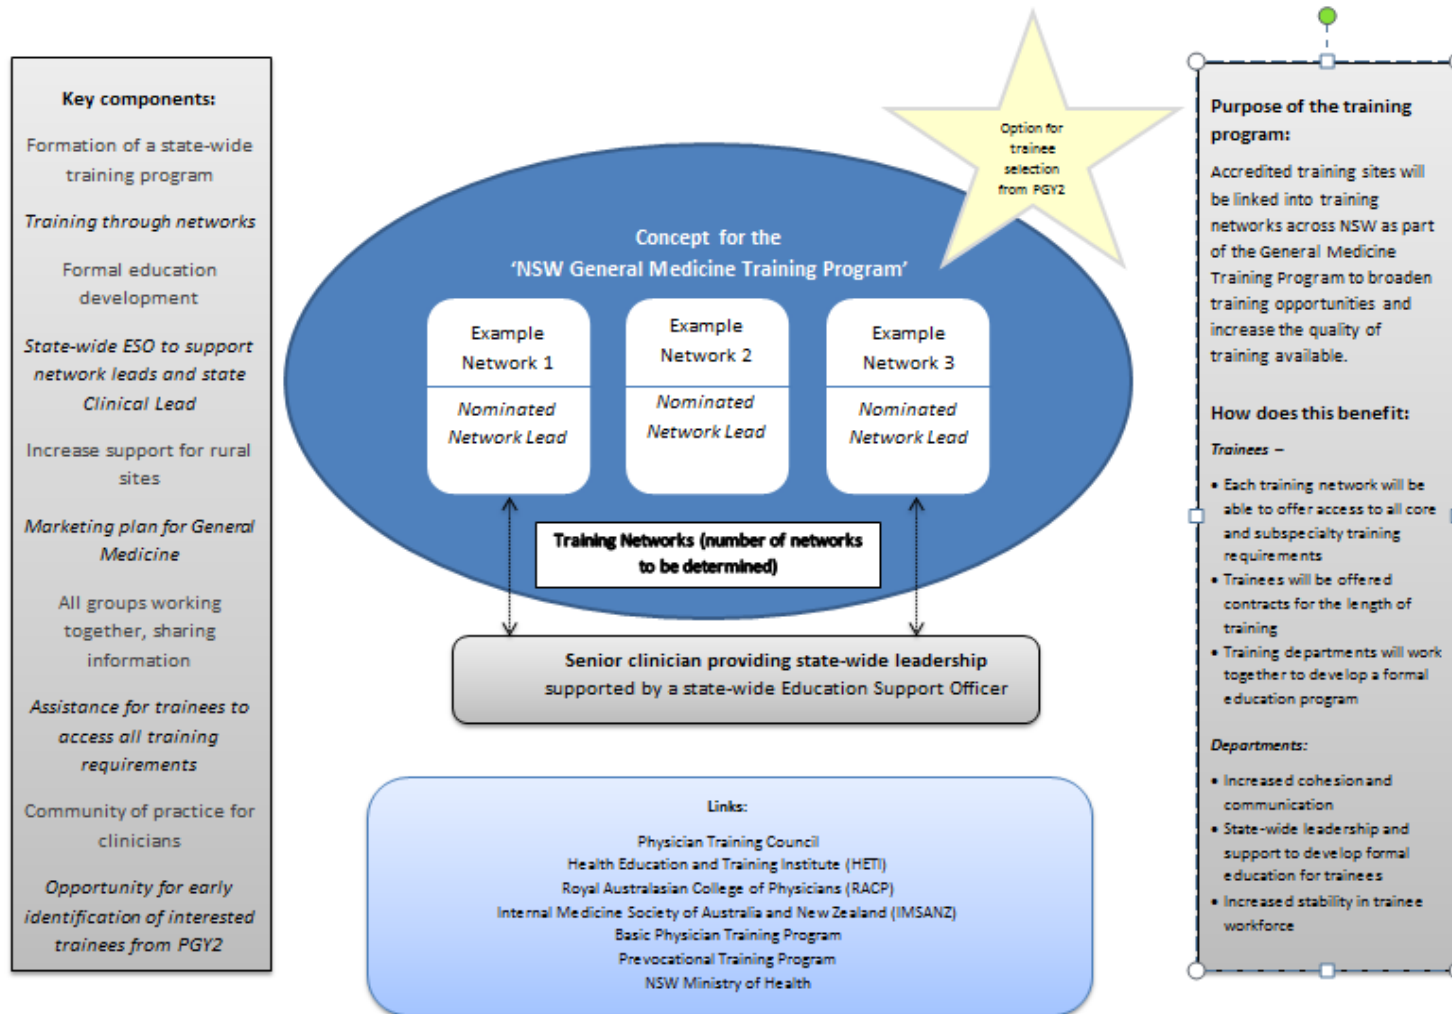 Key components:
Formation of a state-wide
training program
Training through networks
Formal education
development
State-wide ESO to support
network leads and state
Clinical Lead
Increase support for rural
sites
Marketing plan for General
Medicine
All groups working
together, sharing
information
Assistance for trainees to
access all training
requirements
Community of practice for
clinicians
Opportunity for early
identification of interested
trainees from PGY2
Option for
trainee
selection
from PGY2
Concept for the
‘NSW General Medicine Training Program’
Example
Network 1
Nominated
Network Lead
Example
Network 2
Nominated
Network Lead
Example
Network 3
Nominated
Network Lead
Training Networks (number of networks
to be determined)
Senior clinician providing state-wide leadership
supported by a state-wide Education Support Officer
Links:
Physician Training Council
Health Education and Training Institute (HETI)
Royal Australasian College of Physicians (RACP)
Internal Medicine Society of Australia and New Zealand (IMSANZ)
Basic Physician Training Program
Prevocational Training Program
NSW Ministry of Health
Purpose of the training
program:
Accredited training sites will
be linked into training
networks across NSW as part
of the General Medicine
Training Program to broaden
training opportunities and
increase the quality of
training available.
How does this benefit:
Trainees –
• Each training network will be
able to offer access to all core
and subspecialty training
requirements
• Trainees will be offered
contracts for the length of
training
• Training departments will work
together to develop a formal
education program
Departments:
• Increased cohesion and
communication
• State-wide leadership and
support to develop formal
education for trainees
• Increased stability in trainee
workforce